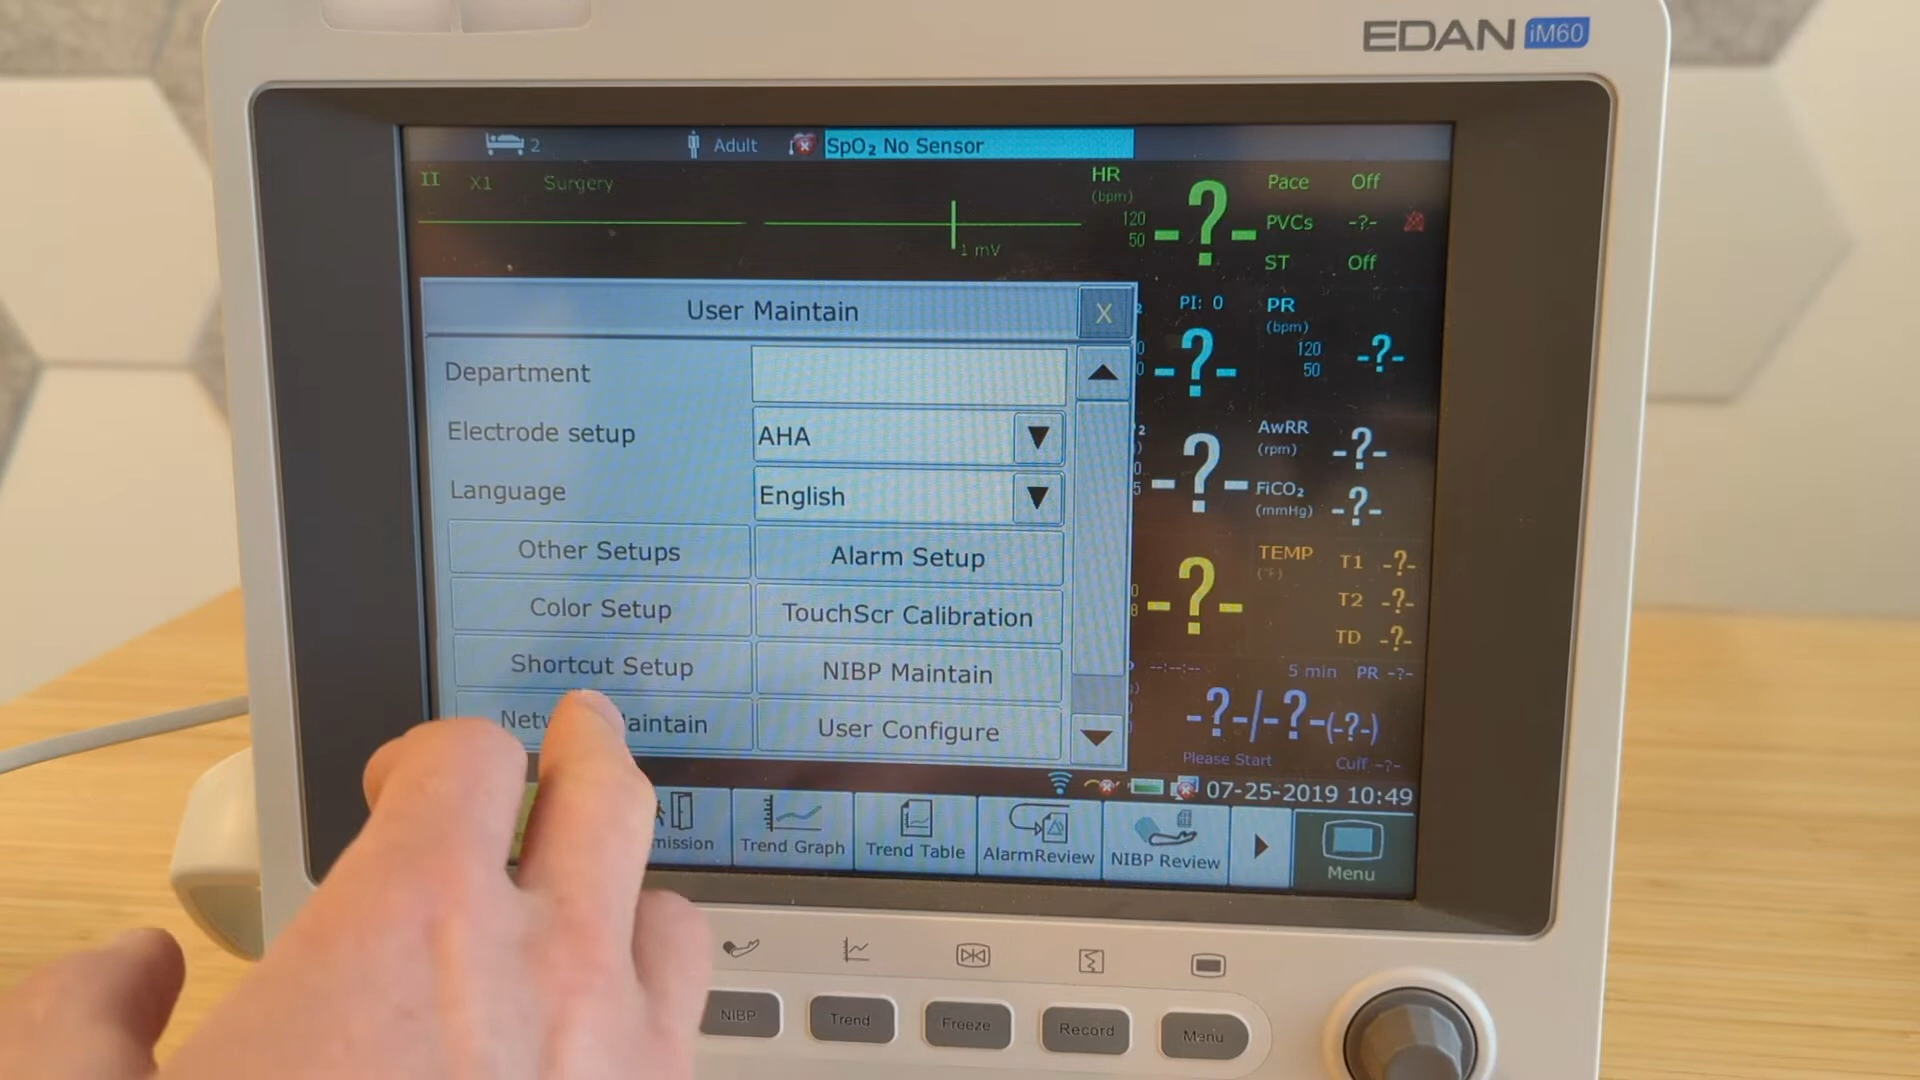 EDAN iM60
2 Adult SpO₂ No Sensor
II X1 Surgery
1 mV
HR
(bpm)
120
50
-?-
Pace Off
PVCs -?-
ST Off
User Maintain X
Department
Electrode setup AHA
Language English
Other Setups Alarm Setup
Color Setup TouchScr Calibration
Shortcut Setup NIBP Maintain
User Configure
PI: 0
-?-
PR
(bpm)
120
50
-?-
-?-
AwRR
(rpm)
-?-
FiCO₂
(mmHg)
-?-
-?-
TEMP
(°F)
T1 -?-
T2 -?-
TD -?-
--:--:-- 5 min PR -?-
-?-/-?-(-?-)
Please Start Cuff -?-
07-25-2019 10:49
Trend Graph
Trend Table
AlarmReview
NIBP Review
Menu
NIBP
Trend
Freeze
Record
Menu